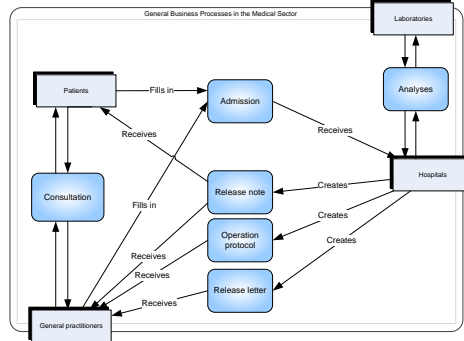 General Business Processes in the Medical Sector
Laboratories
Patients
Fills in
Admission
Analyses
Receives
Receives
Consultation
Release note
Creates
Hospitals
Fills in
Creates
Operation
protocol
Creates
Receives
Receives
Release letter
Receives
General practitioners